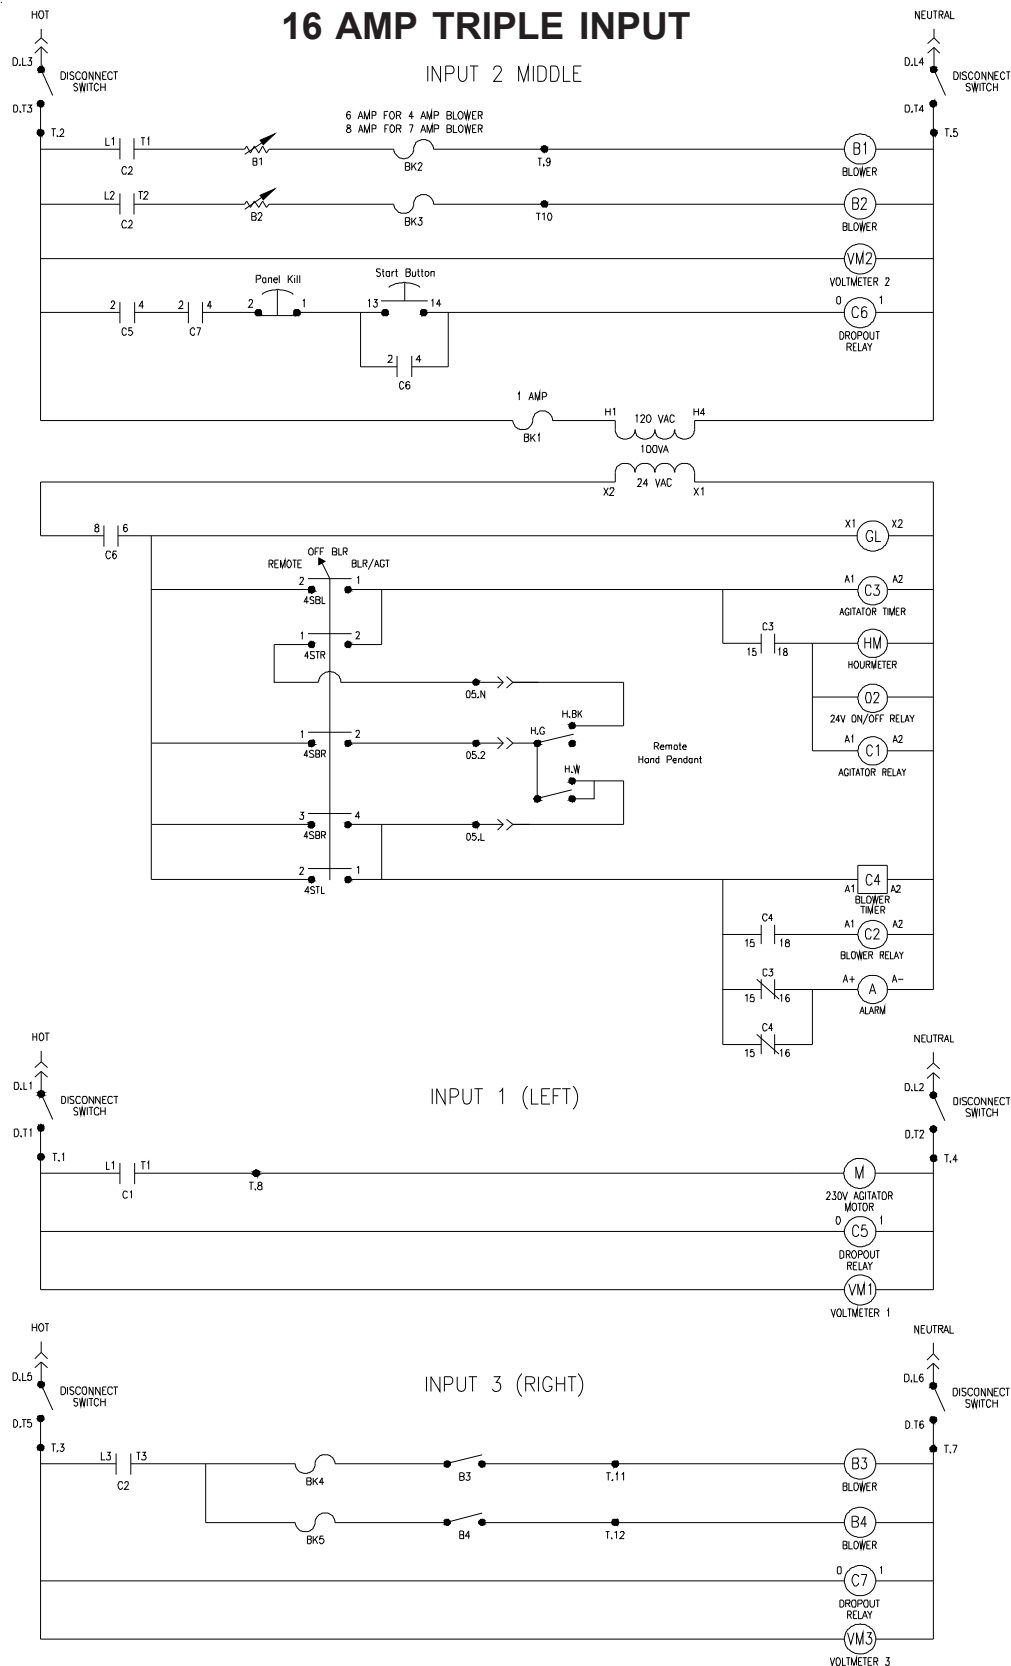 16 AMP TRIPLE INPUT
HOT
NEUTRAL
INPUT 2 MIDDLE
D.L3
DISCONNECT
SWITCH
D.L4
DISCONNECT
SWITCH
D.T3
D.T4
T.2
T.5
6 AMP FOR 4 AMP BLOWER
8 AMP FOR 7 AMP BLOWER
L1 T1
C2
B1
BK2
T.9
B1
BLOWER
L2 T2
C2
B2
BK3
T10
B2
BLOWER
VM2
VOLTMETER 2
Panel Kill
Start Button
2 4
C5
2 4
C7
2 1
13 14
0 1
C6
DROPOUT
RELAY
2 4
C6
1 AMP
BK1
H1 120 VAC H4
100VA
X2 24 VAC X1
8 6
C6
X1 X2
GL
OFF BLR
REMOTE BLR/AGT
2 1
4SBL
A1 A2
C3
AGITATOR TIMER
1 2
4STR
C3
15 18
HM
HOURMETER
05.N
02
24V ON/OFF RELAY
H.BK
H.G
1 2
4SBR
05.2
Remote
Hand Pendant
A1 A2
C1
AGITATOR RELAY
H.W
3 4
4SBR
05.L
2 1
4STL
C4
A1 A2
BLOWER
TIMER
C4
15 18
A1 A2
C2
BLOWER RELAY
C3
15 16
A+ A-
A
ALARM
C4
15 16
HOT
NEUTRAL
INPUT 1 (LEFT)
D.L1
DISCONNECT
SWITCH
D.L2
DISCONNECT
SWITCH
D.T1
D.T2
T.1
T.4
L1 T1
C1
T.8
M
230V AGITATOR
MOTOR
0 1
C5
DROPOUT
RELAY
VM1
VOLTMETER 1
HOT
NEUTRAL
INPUT 3 (RIGHT)
D.L5
DISCONNECT
SWITCH
D.L6
DISCONNECT
SWITCH
D.T5
D.T6
T.3
T.7
L3 T3
C2
BK4
B3
T.11
B3
BLOWER
BK5
B4
T.12
B4
BLOWER
0 1
C7
DROPOUT
RELAY
VM3
VOLTMETER 3